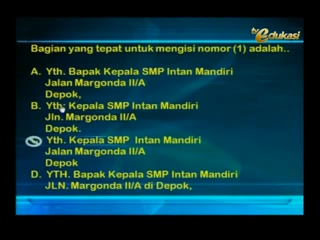 tv edukasi
Bagian yang tepat untuk mengisi nomor (1) adalah..
A. Yth. Bapak Kepala SMP Intan Mandiri
Jalan Margonda II/A
Depok,
B. Yth. Kepala SMP Intan Mandiri
Jln. Margonda II/A
Depok.
Yth. Kepala SMP Intan Mandiri
Jalan Margonda II/A
Depok
D. YTH. Bapak Kepala SMP Intan Mandiri
JLN. Margonda II/A di Depok,